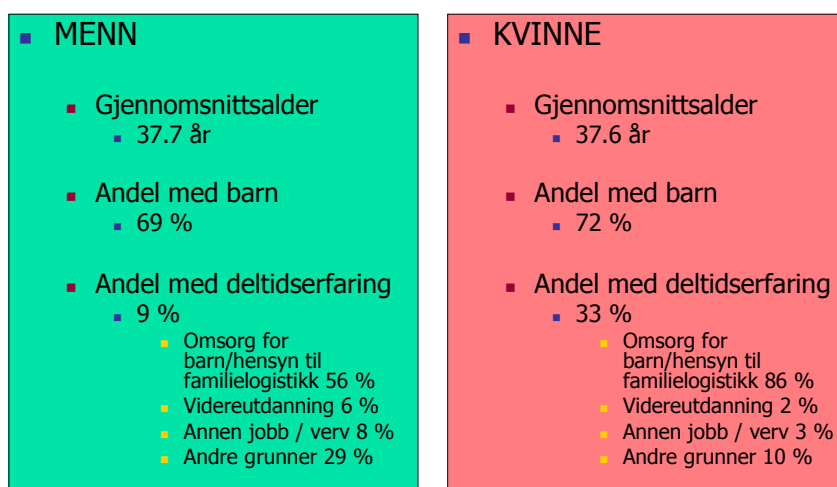 MENN
Gjennomsnittsalder
37.7 år
Andel med barn
69 %
Andel med deltidserfaring
9 %
Omsorg for
barn/hensyn til
familielogistikk 56 %
Videreutdanning 6 %
Annen jobb / verv 8 %
Andre grunner 29 %
KVINNE
Gjennomsnittsalder
37.6 år
Andel med barn
72 %
Andel med deltidserfaring
33 %
Omsorg for
barn/hensyn til
familielogistikk 86 %
Videreutdanning 2 %
Annen jobb / verv 3 %
Andre grunner 10 %